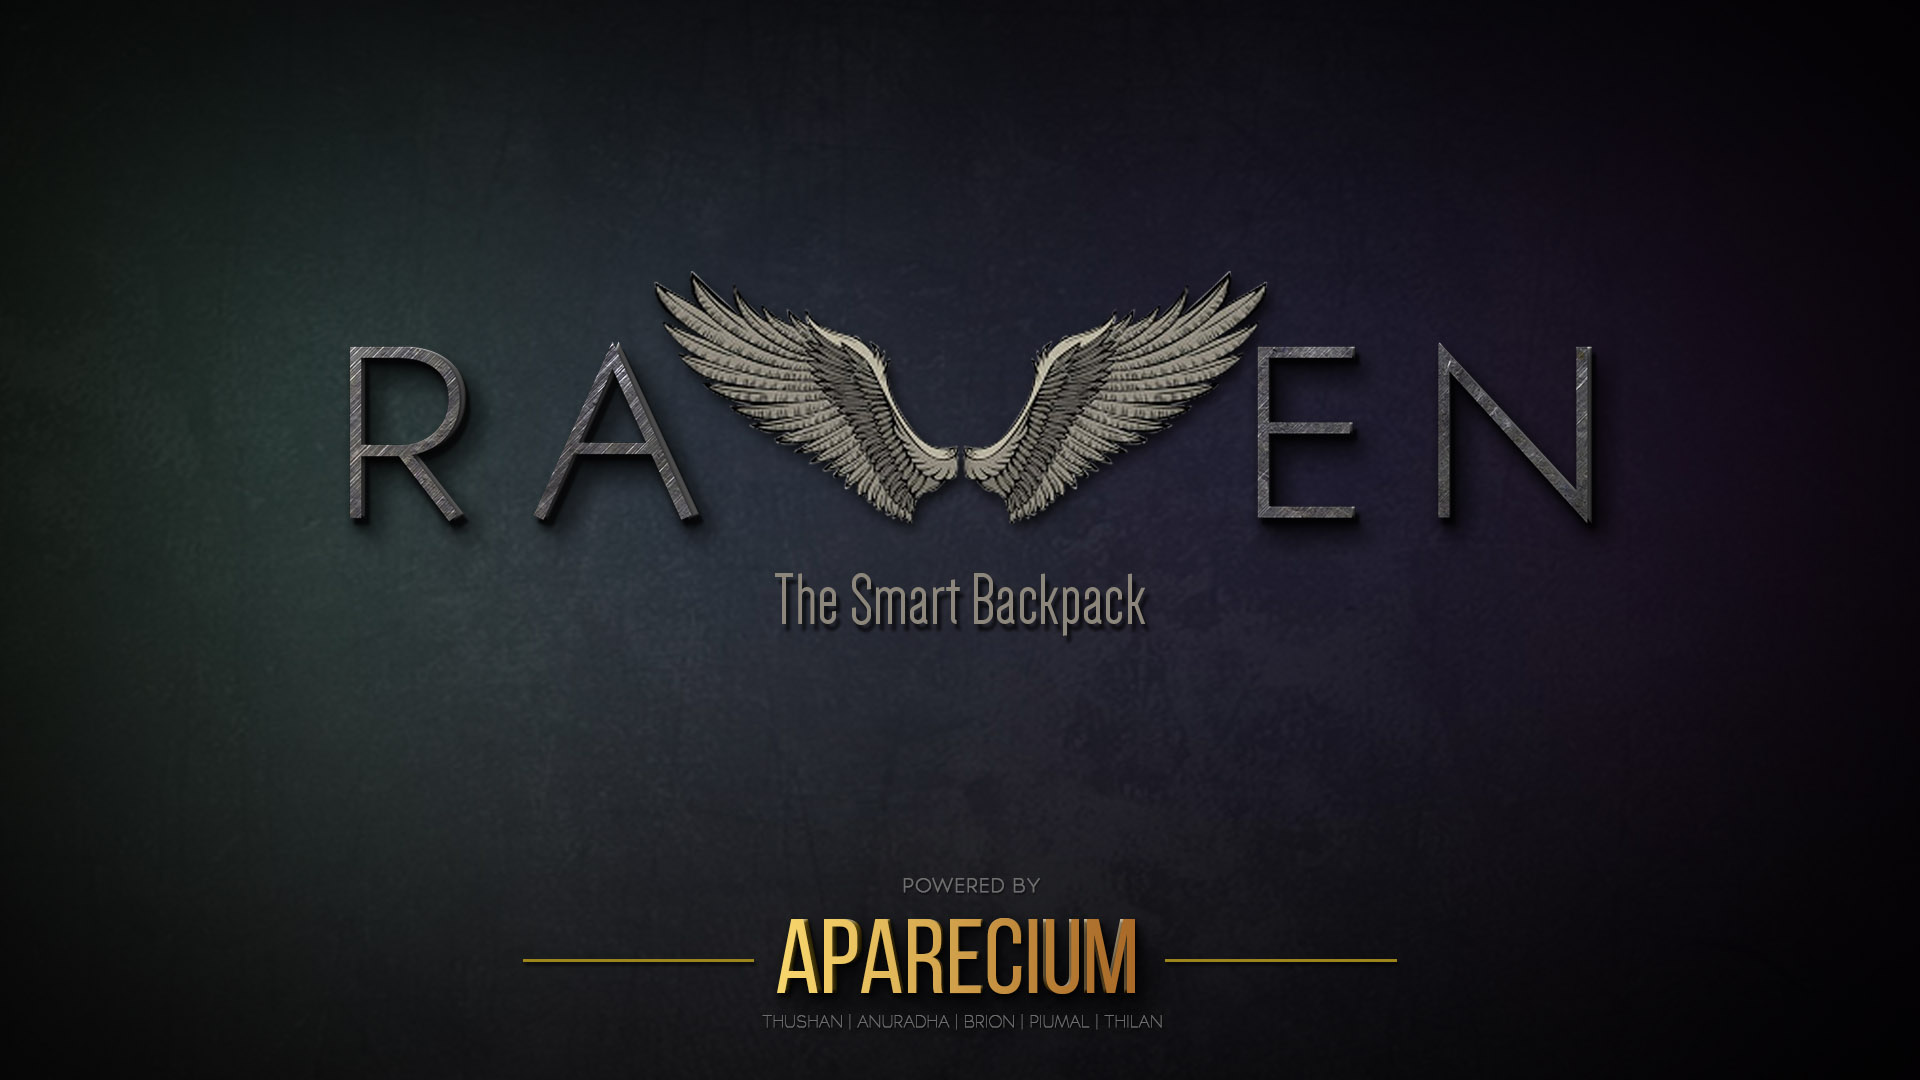 RAVEN
The Smart Backpack
POWERED BY
APARECIUM
THUSHAN | ANURADHA | BRION | PIUMAL | THILAN